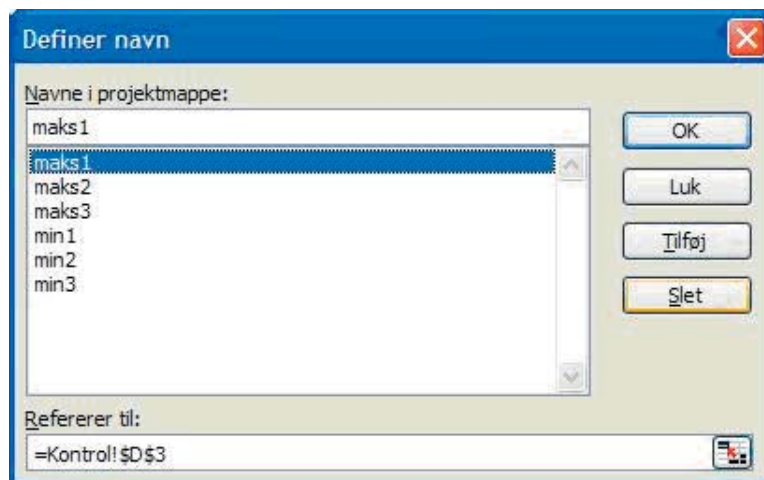 Definer navn
Navne i projektmappe:
maks1
OK
maks1
maks2
maks3
min1
min2
min3
Luk
Tilføj
Slet
Refererer til:
=Kontrol!$D$3